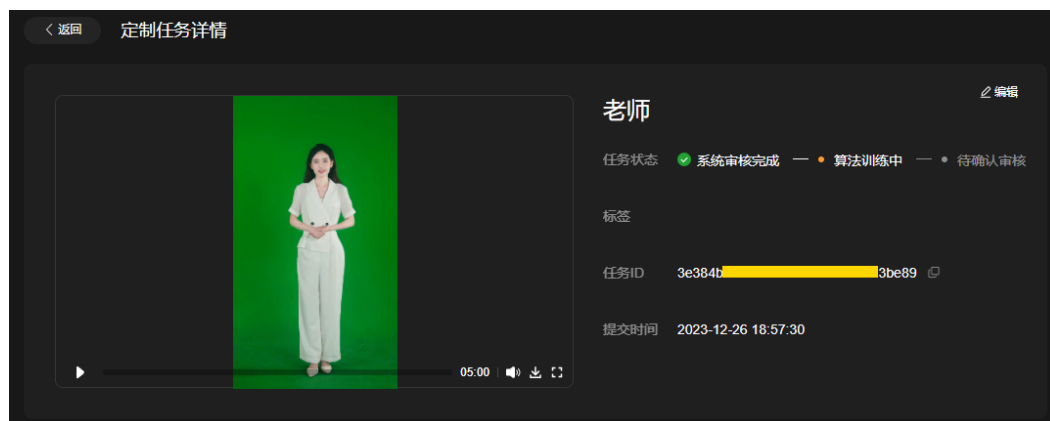 返回 定制任务详情
老师
编辑
任务状态 系统审核完成 算法训练中 待确认审核
标签
任务ID 3e384b 3be89
提交时间 2023-12-26 18:57:30
05:00